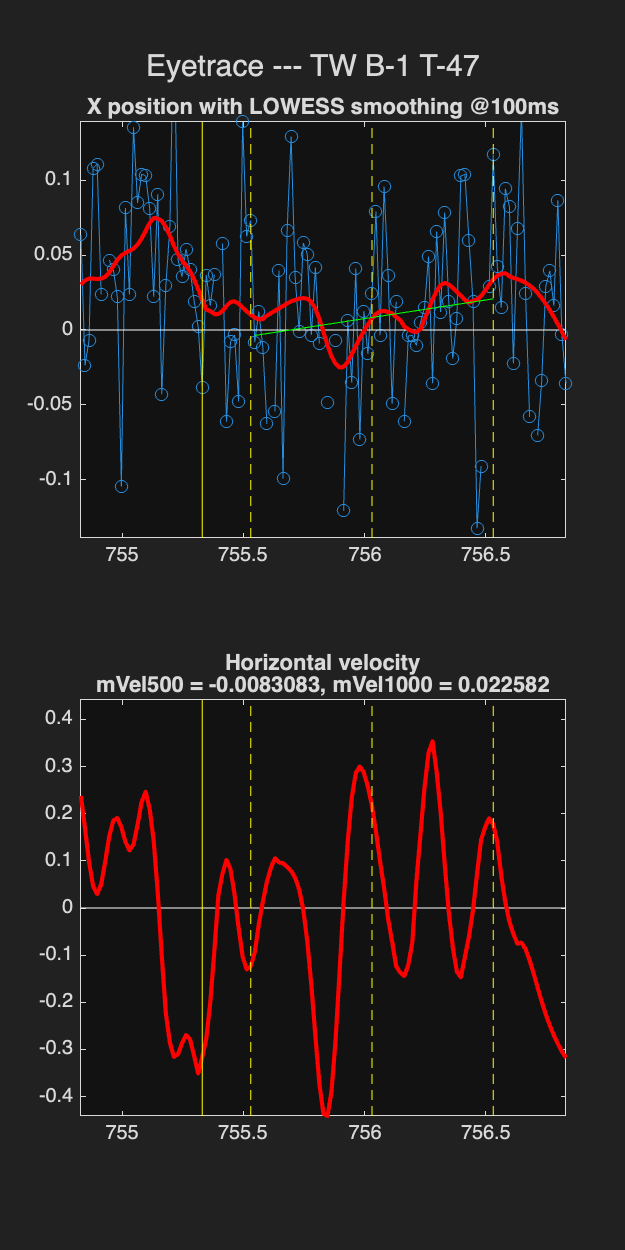 Eyetrace --- TW B-1 T-47
X position with LOWESS smoothing @100ms
0.1
0.05
0
-0.05
-0.1
755 755.5 756 756.5
Horizontal velocity
mVel500 = -0.0083083, mVel1000 = 0.022582
0.4
0.3
0.2
0.1
0
-0.1
-0.2
-0.3
-0.4
755 755.5 756 756.5